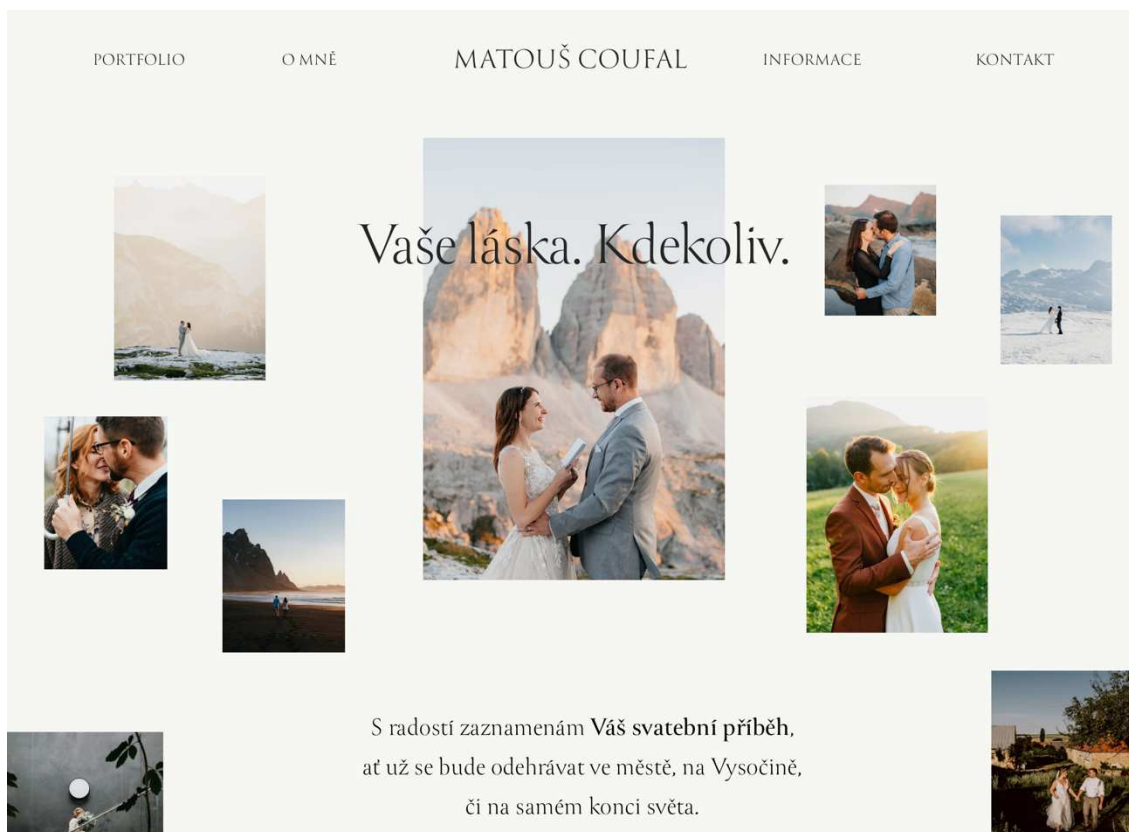 PORTFOLIO
O MNĚ
MATOUŠ COUFAL
INFORMACE
KONTAKT
Vaše láska. Kdekoliv.
S radostí zaznamenám Váš svatební příběh,
ať už se bude odehrávat ve městě, na Vysočině,
či na samém konci světa.